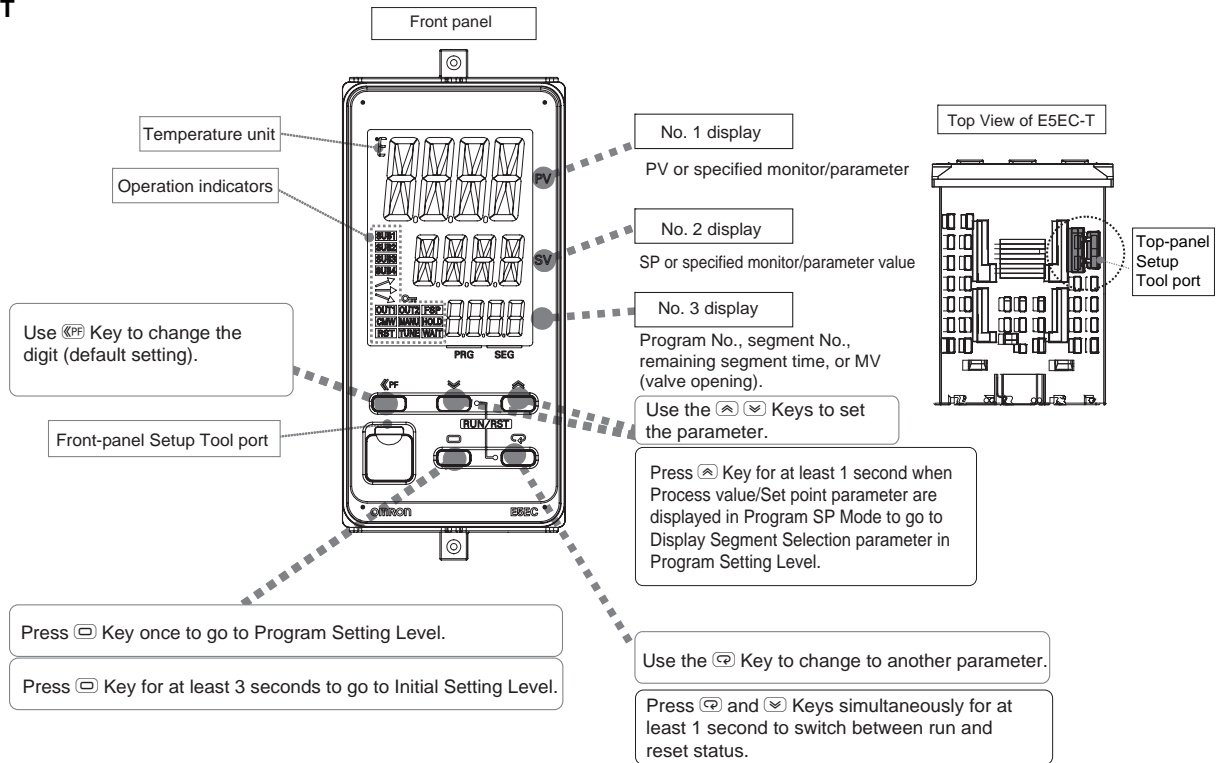 T
Front panel
Temperature unit
Operation indicators
PV
SUB1
SUB2
SUB3
SUB4
SV
OUT1 OUT2 FSP
CMW MANU HOLD
RST TUNE WAIT
PRG SEG
PF
RUN/RST
OMRON E5EC
Use PF Key to change the
digit (default setting).
Front-panel Setup Tool port
No. 1 display
PV or specified monitor/parameter
No. 2 display
SP or specified monitor/parameter value
No. 3 display
Program No., segment No.,
remaining segment time, or MV
(valve opening).
Use the Keys to set
the parameter.
Press Key for at least 1 second when
Process value/Set point parameter are
displayed in Program SP Mode to go to
Display Segment Selection parameter in
Program Setting Level.
Press Key once to go to Program Setting Level.
Press Key for at least 3 seconds to go to Initial Setting Level.
Use the Key to change to another parameter.
Press and Keys simultaneously for at
least 1 second to switch between run and
reset status.
Top View of E5EC-T
Top-panel
Setup
Tool port